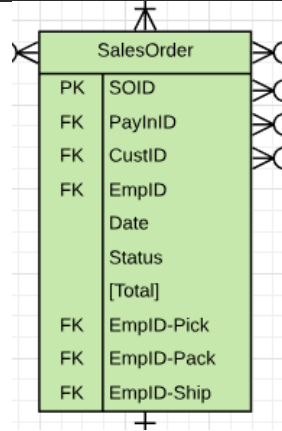 SalesOrder
PK SOID
FK PayInID
FK CustID
FK EmpID
Date
Status
[Total]
FK EmpID-Pick
FK EmpID-Pack
FK EmpID-Ship